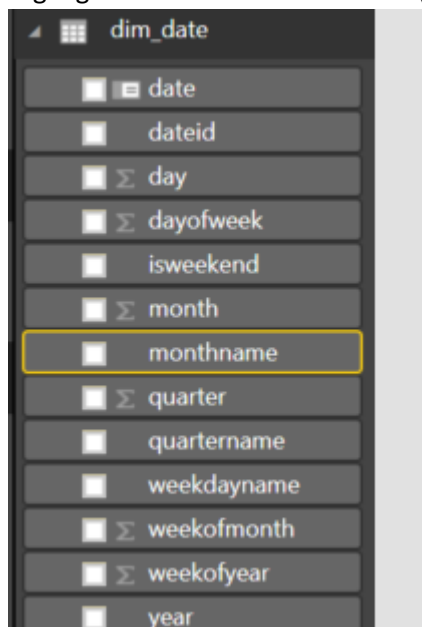 dim_date
date
dateid
Σ day
Σ dayofweek
isweekend
Σ month
monthname
Σ quarter
quartername
weekdayname
Σ weekofmonth
Σ weekofyear
year